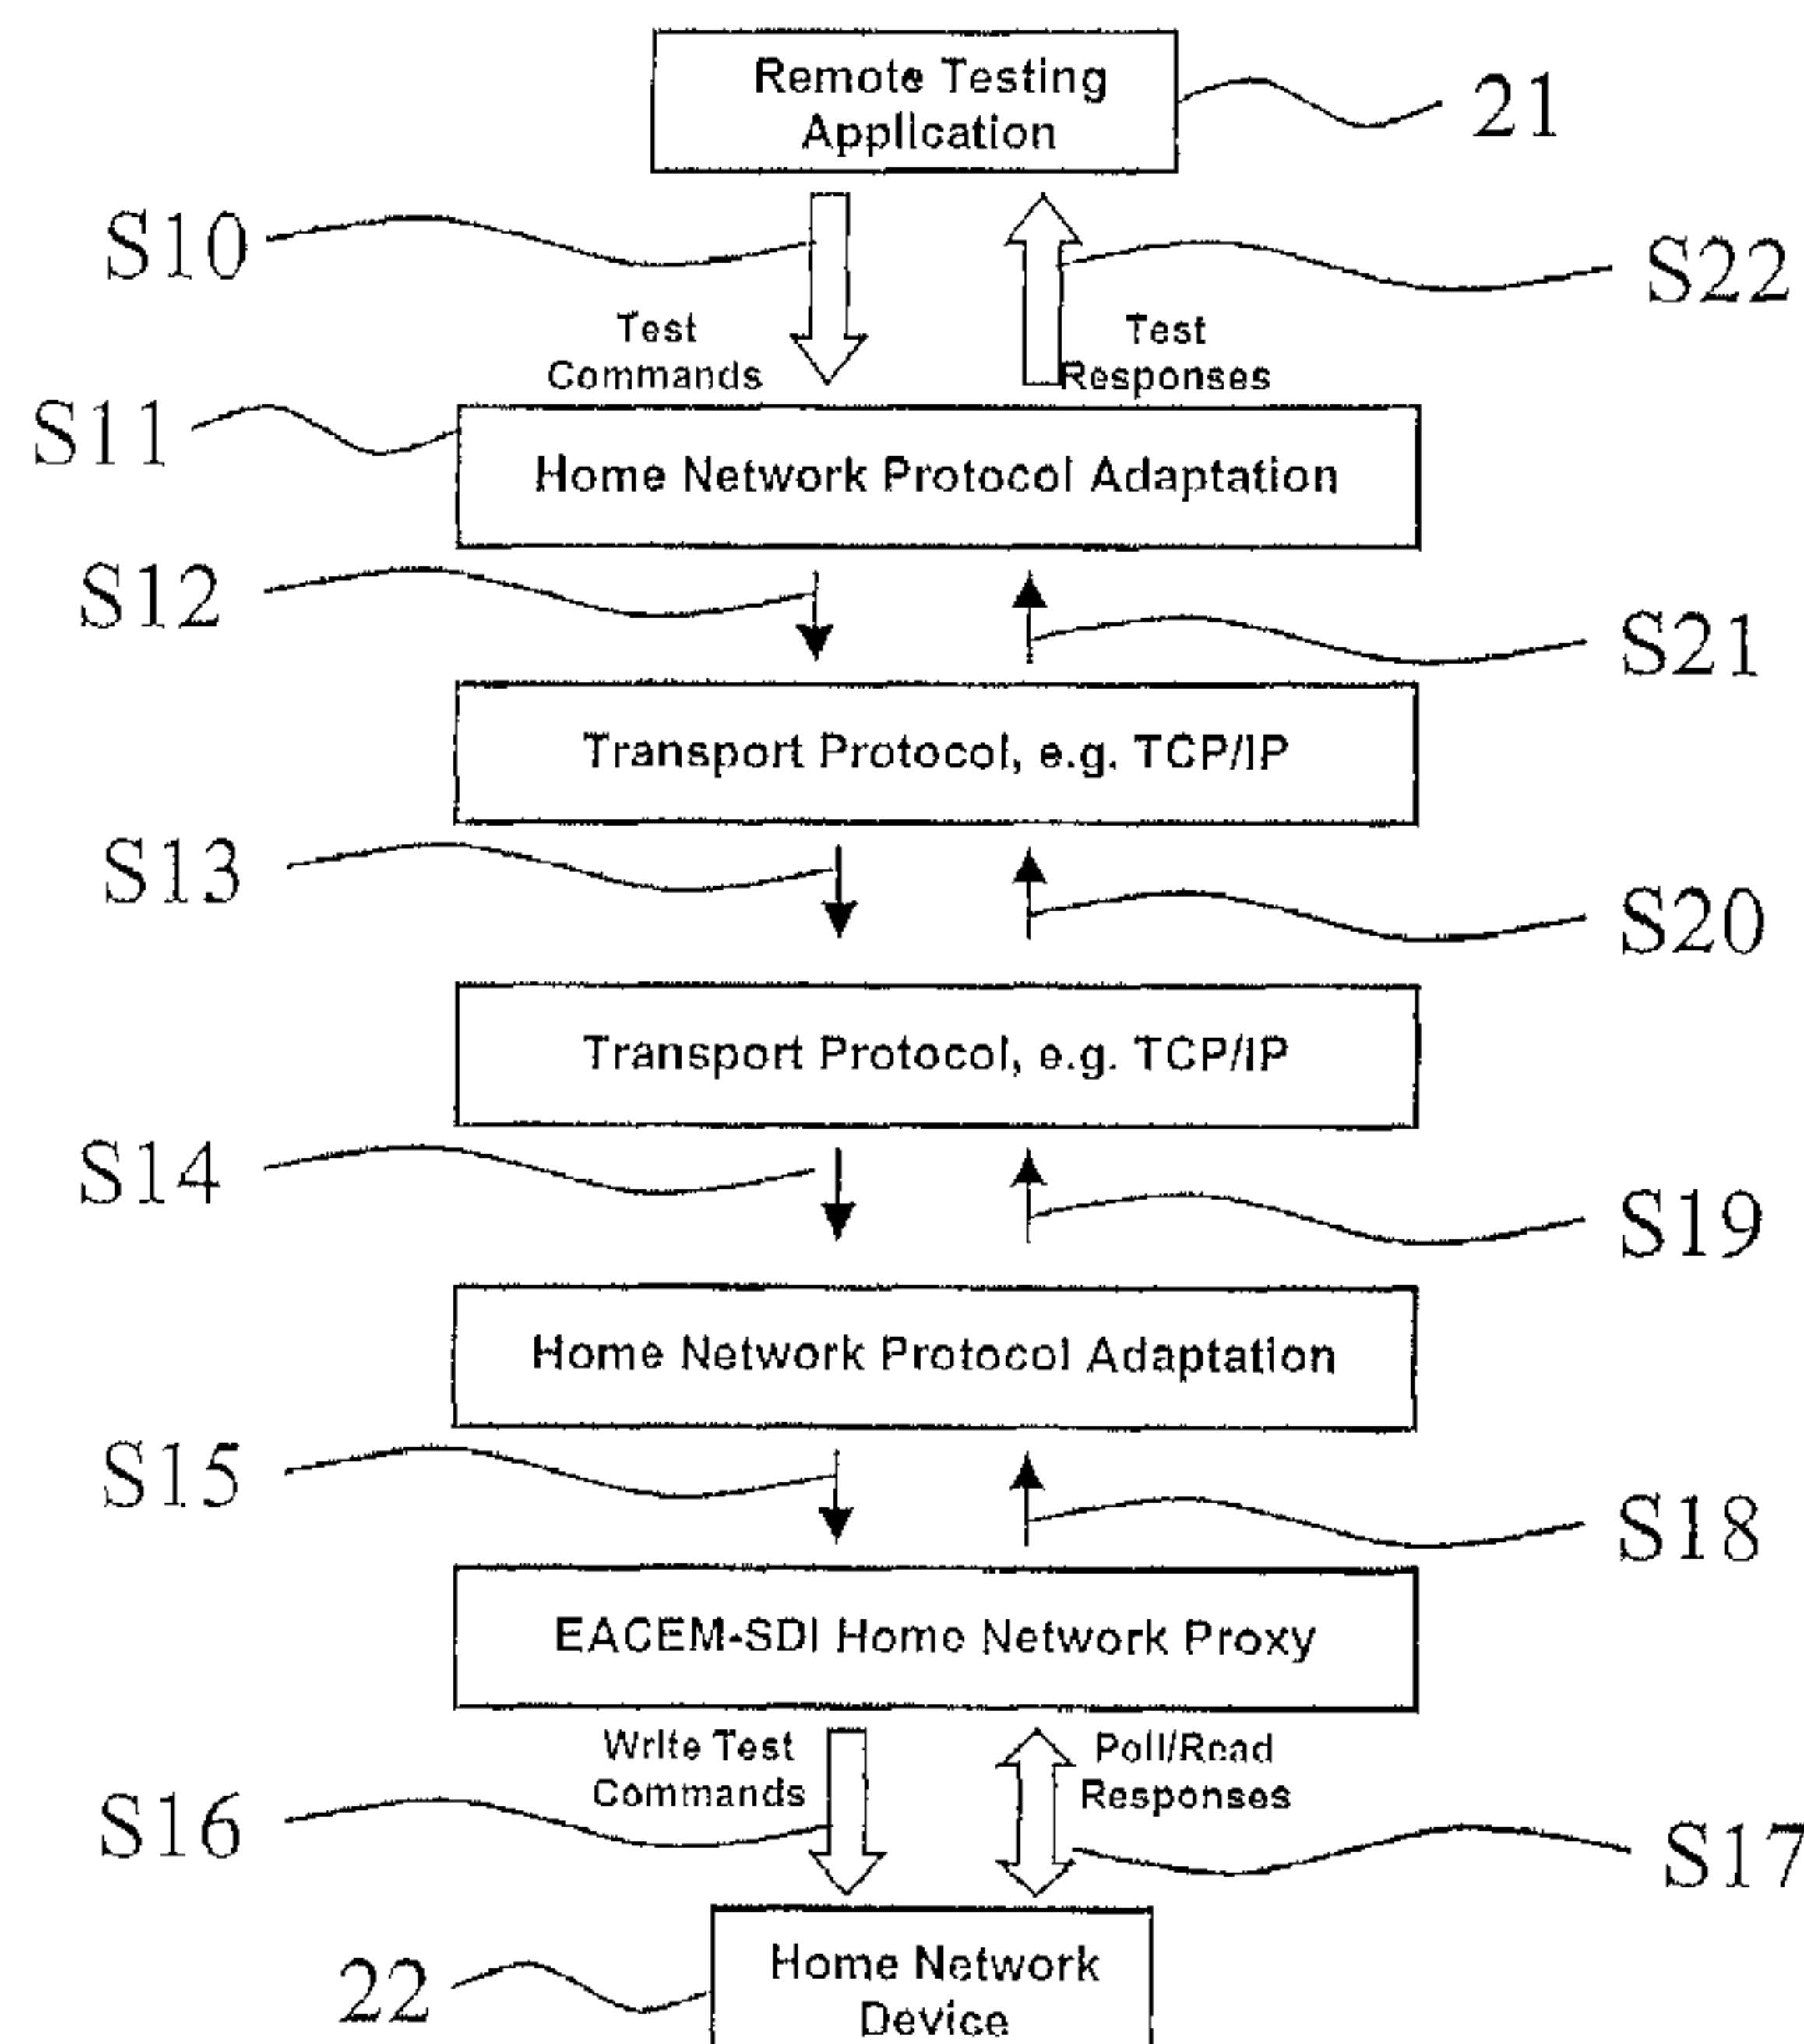 Remote Testing
Application
21
S10
S22
Test
Commands
Test
Responses
S11
Home Network Protocol Adaptation
S12
S21
Transport Protocol, e.g. TCP/IP
S13
S20
Transport Protocol, e.g. TCP/IP
S14
S19
Home Network Protocol Adaptation
S15
S18
EACEM-SDI Home Network Proxy
Write Test
Commands
Poll/Read
Responses
S16
S17
22
Home Network
Device